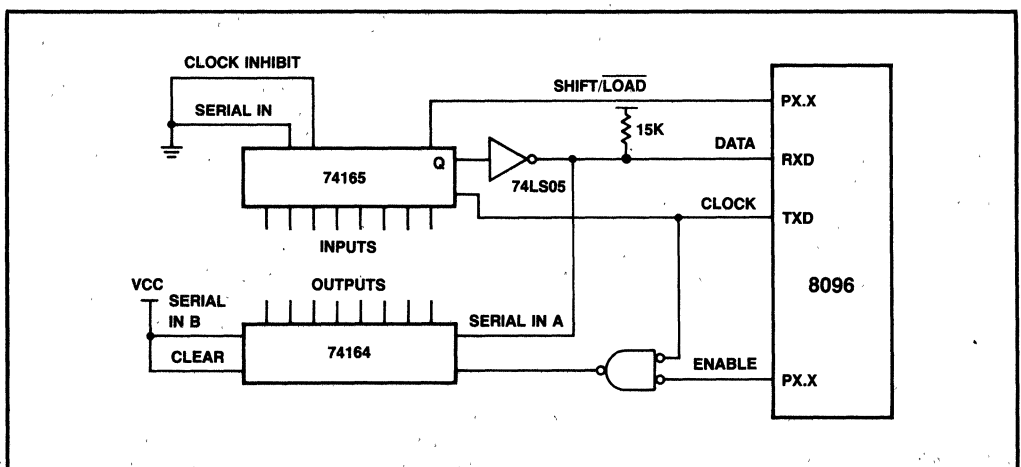 CLOCK INHIBIT
SERIAL IN
SHIFT/LOAD
PX.X
15K
DATA
RXD
Q
74165
74LS05
CLOCK
TXD
INPUTS
8096
VCC
OUTPUTS
SERIAL
IN B
SERIAL IN A
74164
CLEAR
ENABLE
PX.X